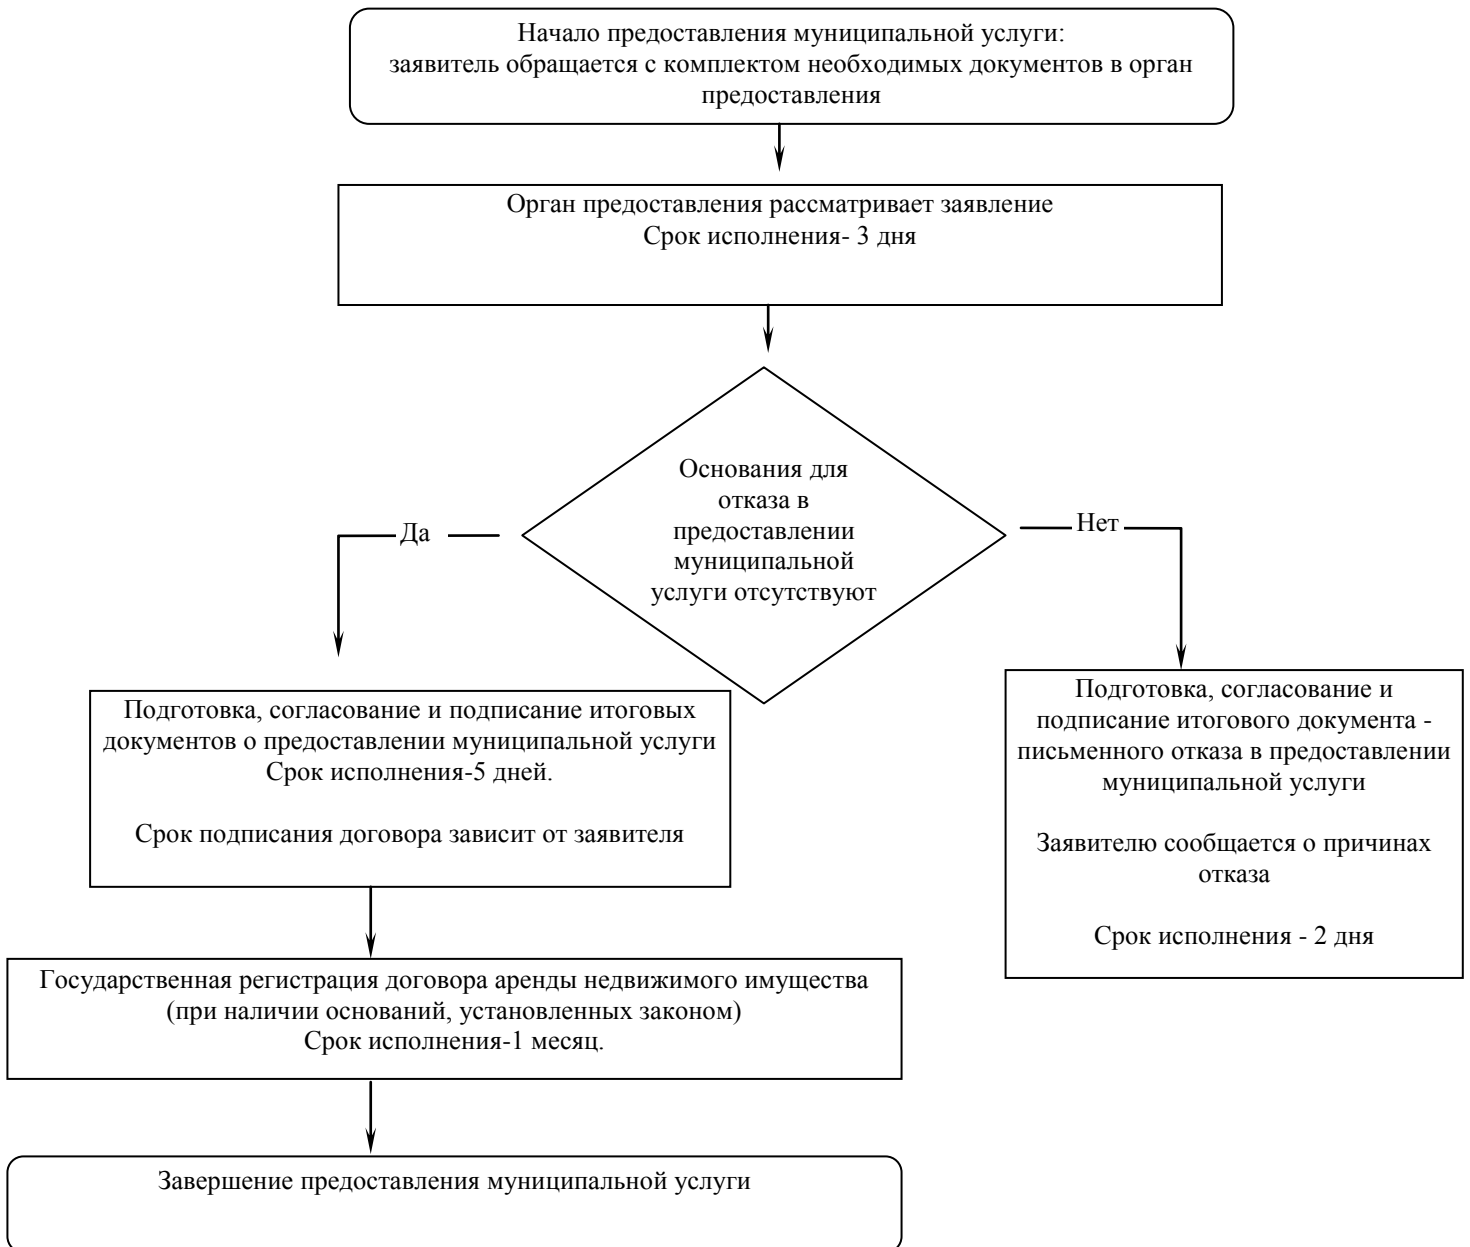 Начало предоставления муниципальной услуги:
заявитель обращается с комплектом необходимых документов в орган
предоставления
Орган предоставления рассматривает заявление
Срок исполнения- 3 дня
Основания для
отказа в
предоставлении
муниципальной
услуги отсутствуют
Да
Нет
Подготовка, согласование и подписание итоговых
документов о предоставлении муниципальной услуги
Срок исполнения-5 дней.
Срок подписания договора зависит от заявителя
Подготовка, согласование и
подписание итогового документа -
письменного отказа в предоставлении
муниципальной услуги
Заявителю сообщается о причинах
отказа
Срок исполнения - 2 дня
Государственная регистрация договора аренды недвижимого имущества
(при наличии оснований, установленных законом)
Срок исполнения-1 месяц.
Завершение предоставления муниципальной услуги